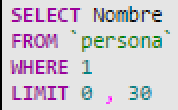 SELECT Nombre
FROM `persona`
WHERE 1
LIMIT 0 , 30